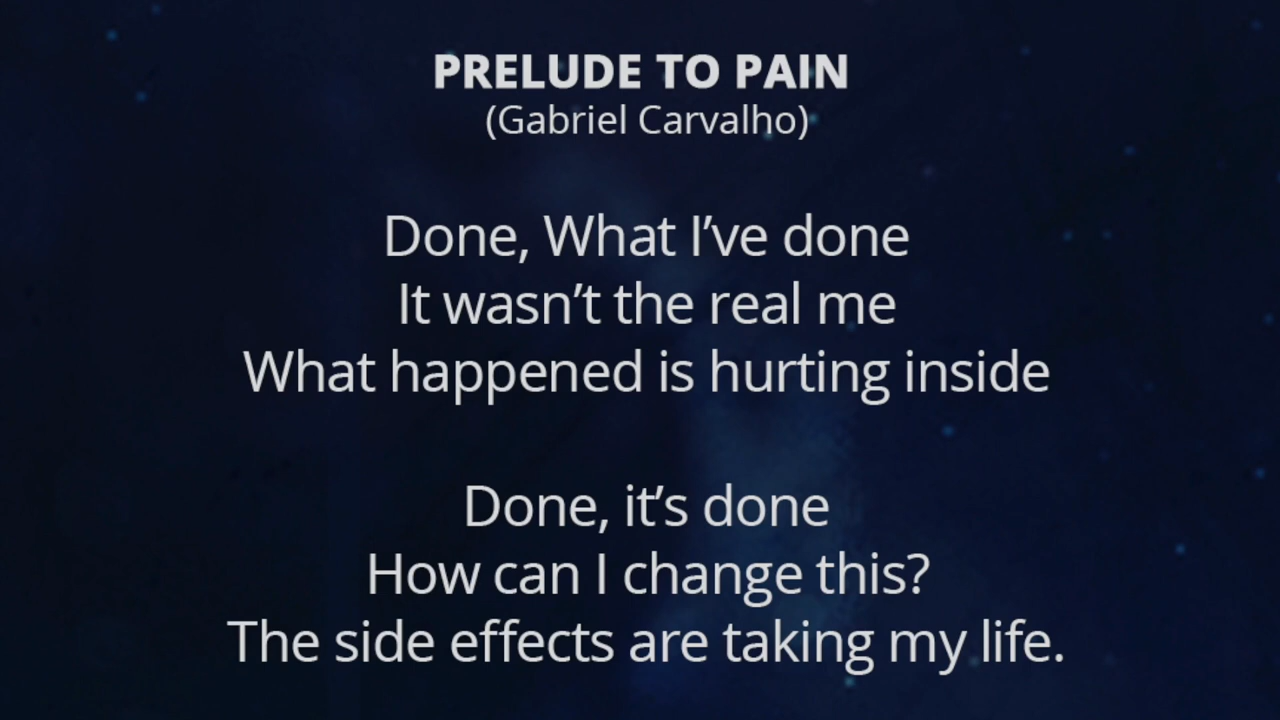 PRELUDE TO PAIN
(Gabriel Carvalho)
Done, What I’ve done
It wasn’t the real me
What happened is hurting inside
Done, it’s done
How can I change this?
The side effects are taking my life.